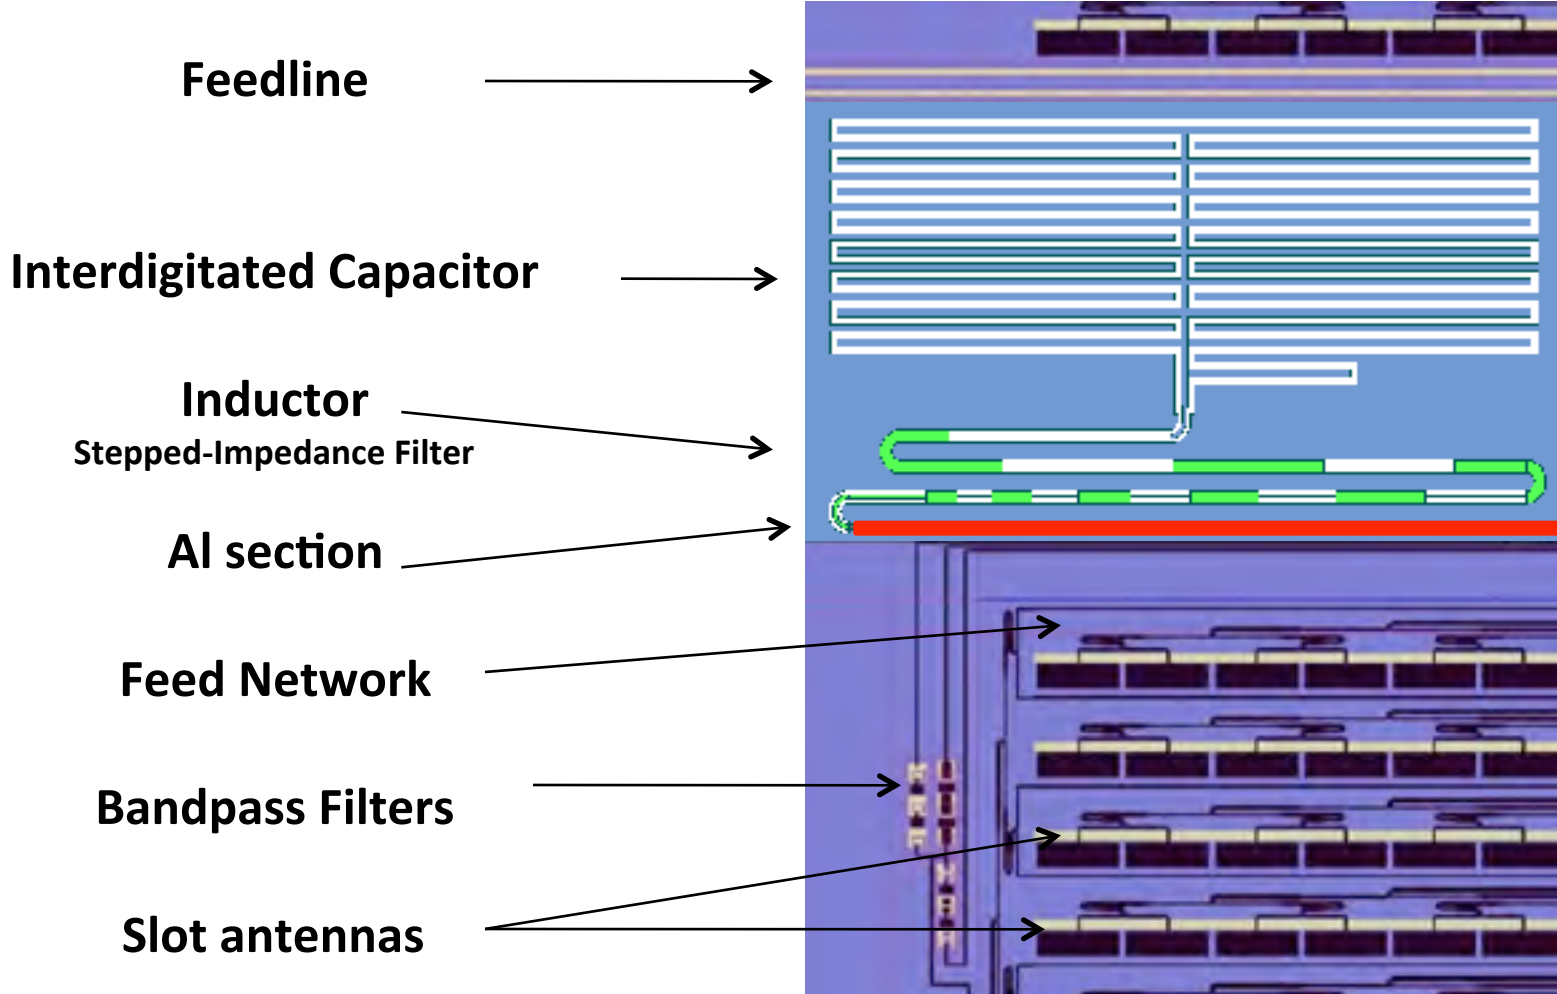 Feedline
Interdigitated Capacitor
Inductor
Stepped-Impedance Filter
Al section
Feed Network
Bandpass Filters
Slot antennas